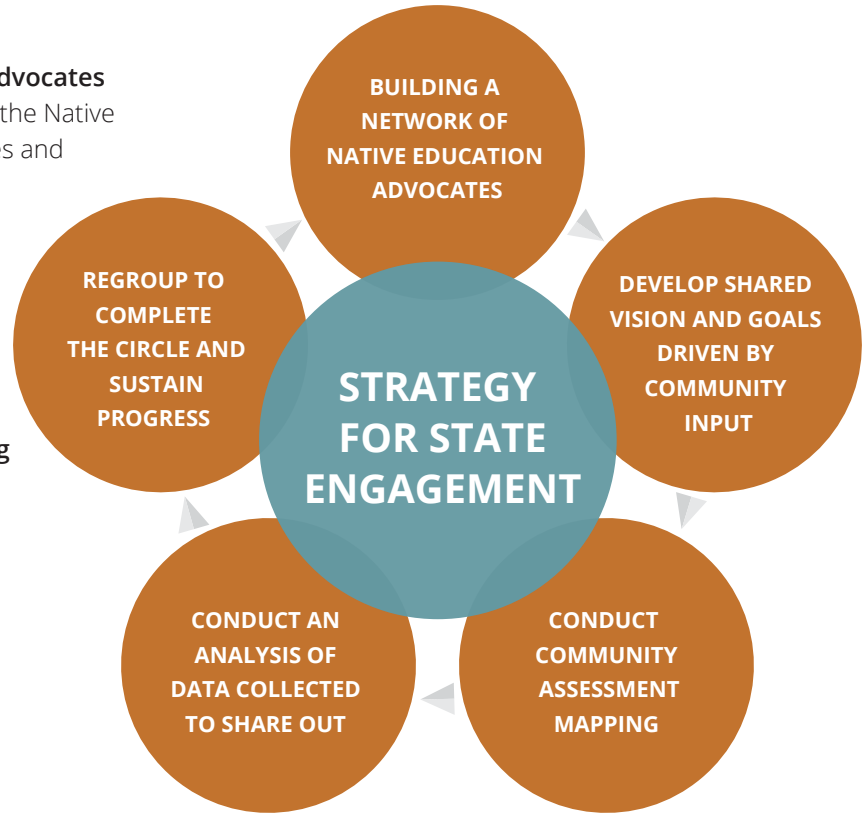 dvocates
the Native
es and
g
BUILDING A
NETWORK OF
NATIVE EDUCATION
ADVOCATES
DEVELOP SHARED
VISION AND GOALS
DRIVEN BY
COMMUNITY
INPUT
CONDUCT
COMMUNITY
ASSESSMENT
MAPPING
CONDUCT AN
ANALYSIS OF
DATA COLLECTED
TO SHARE OUT
REGROUP TO
COMPLETE
THE CIRCLE AND
SUSTAIN
PROGRESS
STRATEGY
FOR STATE
ENGAGEMENT